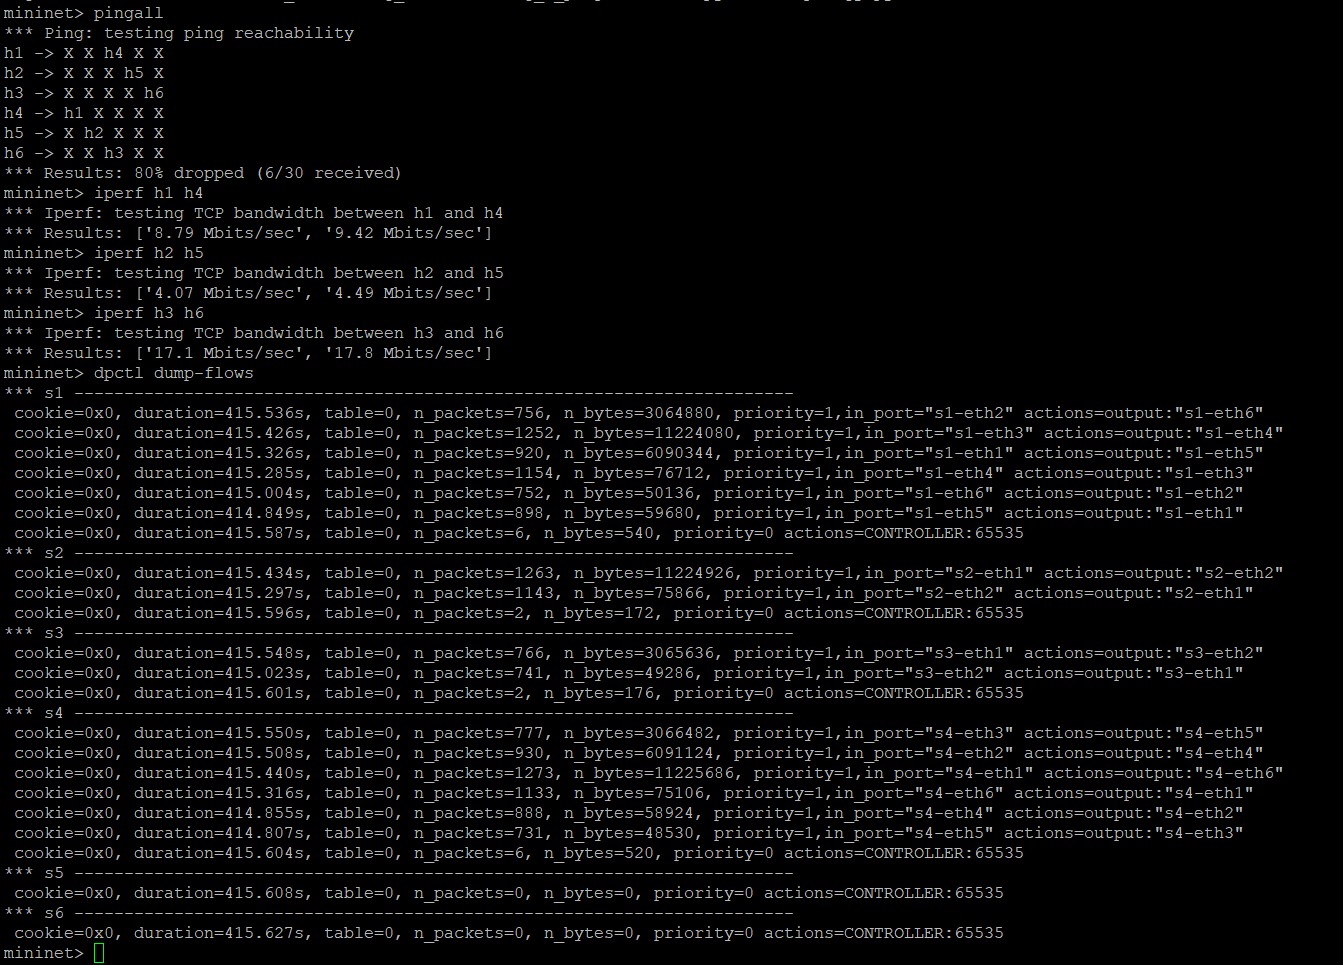 mininet> pingall
*** Ping: testing ping reachability
h1 -> X X h4 X X
h2 -> X X X h5 X
h3 -> X X X X h6
h4 -> h1 X X X X
h5 -> X h2 X X X
h6 -> X X h3 X X
*** Results: 80% dropped (6/30 received)
mininet> iperf h1 h4
*** Iperf: testing TCP bandwidth between h1 and h4
*** Results: ['8.79 Mbits/sec', '9.42 Mbits/sec']
mininet> iperf h2 h5
*** Iperf: testing TCP bandwidth between h2 and h5
*** Results: ['4.07 Mbits/sec', '4.49 Mbits/sec']
mininet> iperf h3 h6
*** Iperf: testing TCP bandwidth between h3 and h6
*** Results: ['17.1 Mbits/sec', '17.8 Mbits/sec']
mininet> dpctl dump-flows
*** s1 ------------------------------------------------------------------------
 cookie=0x0, duration=415.536s, table=0, n_packets=756, n_bytes=3064880, priority=1,in_port="s1-eth2" actions=output:"s1-eth6"
 cookie=0x0, duration=415.426s, table=0, n_packets=1252, n_bytes=11224080, priority=1,in_port="s1-eth3" actions=output:"s1-eth4"
 cookie=0x0, duration=415.326s, table=0, n_packets=920, n_bytes=6090344, priority=1,in_port="s1-eth1" actions=output:"s1-eth5"
 cookie=0x0, duration=415.285s, table=0, n_packets=1154, n_bytes=76712, priority=1,in_port="s1-eth4" actions=output:"s1-eth3"
 cookie=0x0, duration=415.004s, table=0, n_packets=752, n_bytes=50136, priority=1,in_port="s1-eth6" actions=output:"s1-eth2"
 cookie=0x0, duration=414.849s, table=0, n_packets=898, n_bytes=59680, priority=1,in_port="s1-eth5" actions=output:"s1-eth1"
 cookie=0x0, duration=415.587s, table=0, n_packets=6, n_bytes=540, priority=0 actions=CONTROLLER:65535
*** s2 ------------------------------------------------------------------------
 cookie=0x0, duration=415.434s, table=0, n_packets=1263, n_bytes=11224926, priority=1,in_port="s2-eth1" actions=output:"s2-eth2"
 cookie=0x0, duration=415.297s, table=0, n_packets=1143, n_bytes=75866, priority=1,in_port="s2-eth2" actions=output:"s2-eth1"
 cookie=0x0, duration=415.596s, table=0, n_packets=2, n_bytes=172, priority=0 actions=CONTROLLER:65535
*** s3 ------------------------------------------------------------------------
 cookie=0x0, duration=415.548s, table=0, n_packets=766, n_bytes=3065636, priority=1,in_port="s3-eth1" actions=output:"s3-eth2"
 cookie=0x0, duration=415.023s, table=0, n_packets=741, n_bytes=49286, priority=1,in_port="s3-eth2" actions=output:"s3-eth1"
 cookie=0x0, duration=415.601s, table=0, n_packets=2, n_bytes=176, priority=0 actions=CONTROLLER:65535
*** s4 ------------------------------------------------------------------------
 cookie=0x0, duration=415.550s, table=0, n_packets=777, n_bytes=3066482, priority=1,in_port="s4-eth3" actions=output:"s4-eth5"
 cookie=0x0, duration=415.508s, table=0, n_packets=930, n_bytes=6091124, priority=1,in_port="s4-eth2" actions=output:"s4-eth4"
 cookie=0x0, duration=415.440s, table=0, n_packets=1273, n_bytes=11225686, priority=1,in_port="s4-eth1" actions=output:"s4-eth6"
 cookie=0x0, duration=415.316s, table=0, n_packets=1133, n_bytes=75106, priority=1,in_port="s4-eth6" actions=output:"s4-eth1"
 cookie=0x0, duration=414.855s, table=0, n_packets=888, n_bytes=58924, priority=1,in_port="s4-eth4" actions=output:"s4-eth2"
 cookie=0x0, duration=414.807s, table=0, n_packets=731, n_bytes=48530, priority=1,in_port="s4-eth5" actions=output:"s4-eth3"
 cookie=0x0, duration=415.604s, table=0, n_packets=6, n_bytes=520, priority=0 actions=CONTROLLER:65535
*** s5 ------------------------------------------------------------------------
 cookie=0x0, duration=415.608s, table=0, n_packets=0, n_bytes=0, priority=0 actions=CONTROLLER:65535
*** s6 ------------------------------------------------------------------------
 cookie=0x0, duration=415.627s, table=0, n_packets=0, n_bytes=0, priority=0 actions=CONTROLLER:65535
mininet>